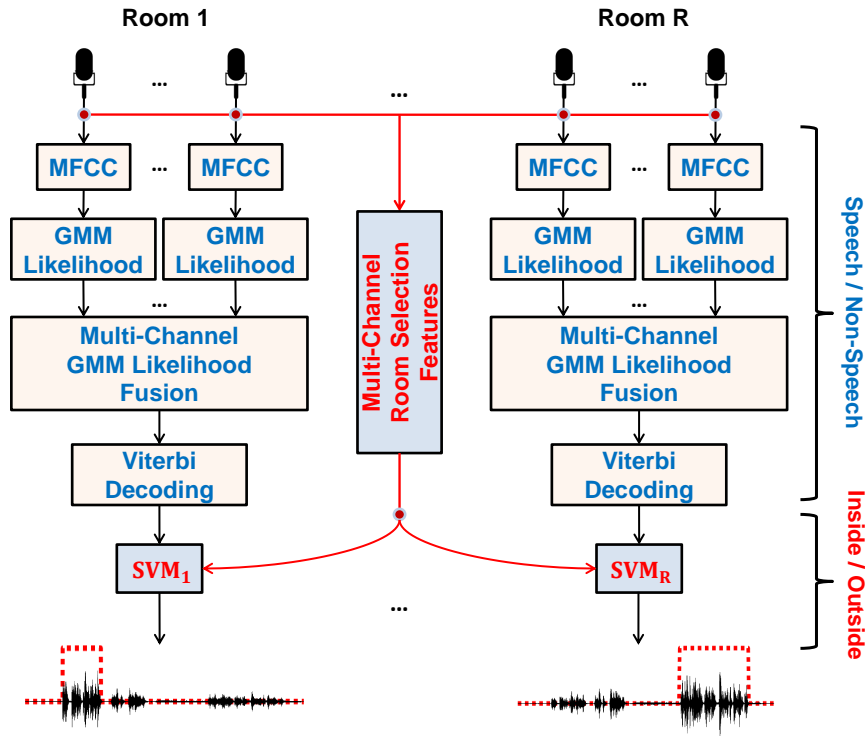 Room 1
Room R
...
...
...
MFCC
...
MFCC
MFCC
...
MFCC
GMM
Likelihood
GMM
Likelihood
GMM
Likelihood
GMM
Likelihood
...
...
Multi-Channel
GMM Likelihood
Fusion
Multi-Channel
Room Selection
Features
Multi-Channel
GMM Likelihood
Fusion
Viterbi
Decoding
Viterbi
Decoding
Speech / Non-Speech
SVM1
SVMR
Inside / Outside
...